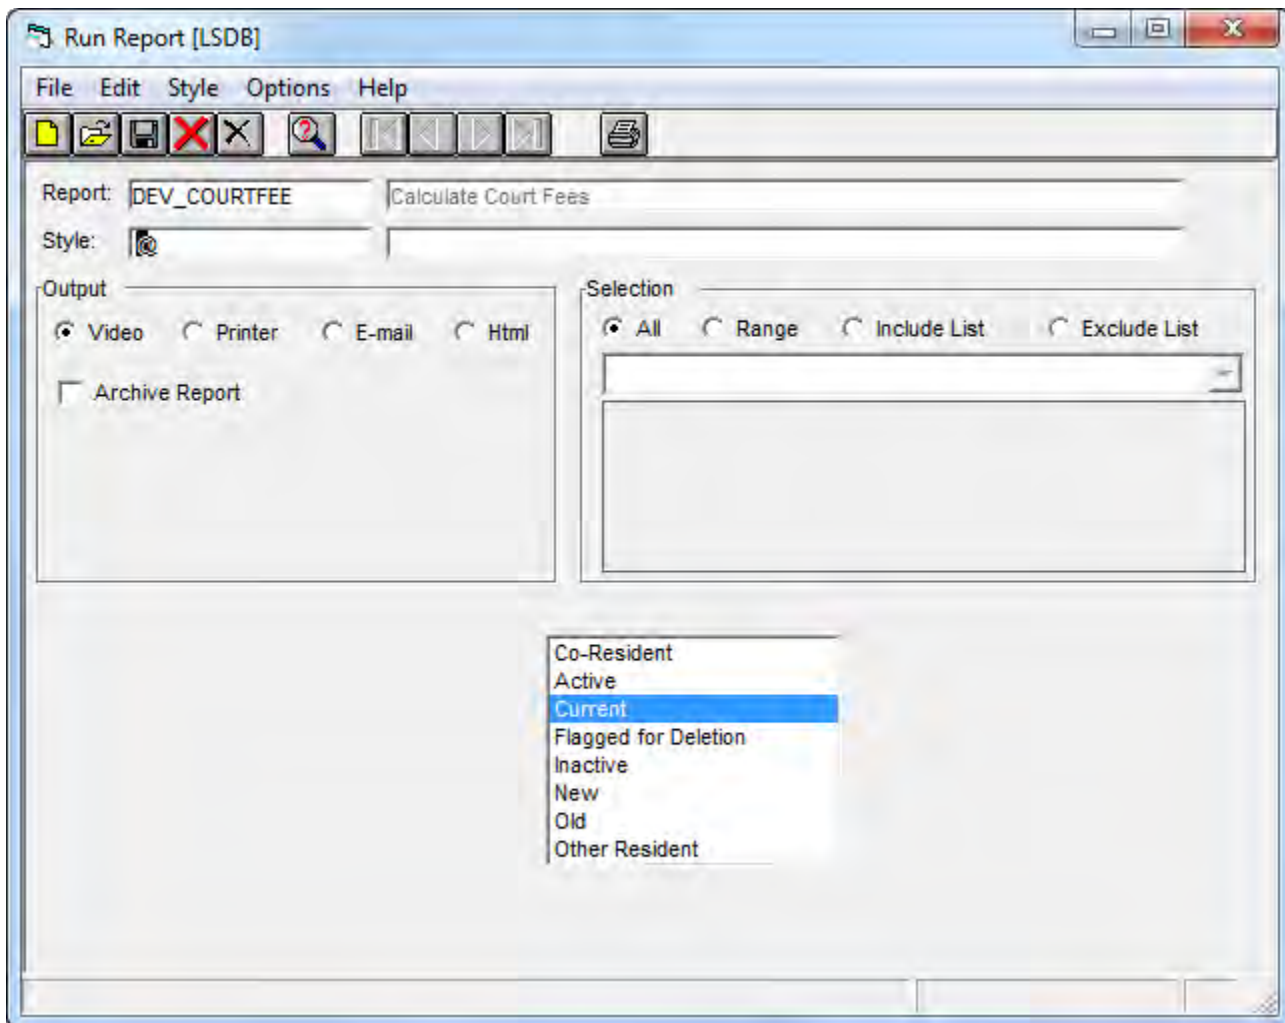 Run Report [LSDB]
File Edit Style Options Help
Report: DEV_COURTFEE Calculate Court Fees
Style: @
Output Selection
Video Printer E-mail Html All Range Include List Exclude List
Archive Report
Co-Resident
Active
Current
Flagged for Deletion
Inactive
New
Old
Other Resident